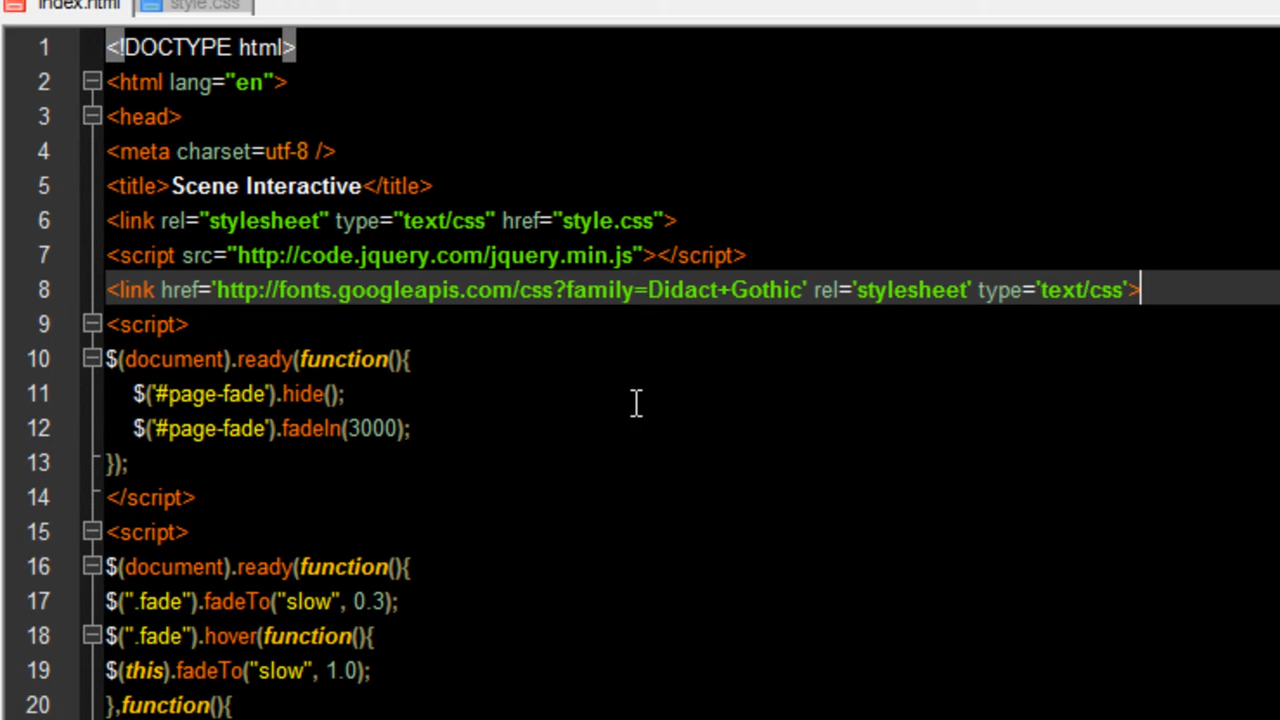 index.html style.css
1 <!DOCTYPE html>
2 <html lang="en">
3 <head>
4 <meta charset=utf-8 />
5 <title>Scene Interactive</title>
6 <link rel="stylesheet" type="text/css" href="style.css">
7 <script src="http://code.jquery.com/jquery.min.js"></script>
8 <link href='http://fonts.googleapis.com/css?family=Didact+Gothic' rel='stylesheet' type='text/css'>
9 <script>
10 $(document).ready(function(){
11 $('#page-fade').hide();
12 $('#page-fade').fadeIn(3000);
13 });
14 </script>
15 <script>
16 $(document).ready(function(){
17 $(".fade").fadeTo("slow", 0.3);
18 $(".fade").hover(function(){
19 $(this).fadeTo("slow", 1.0);
20 },function(){